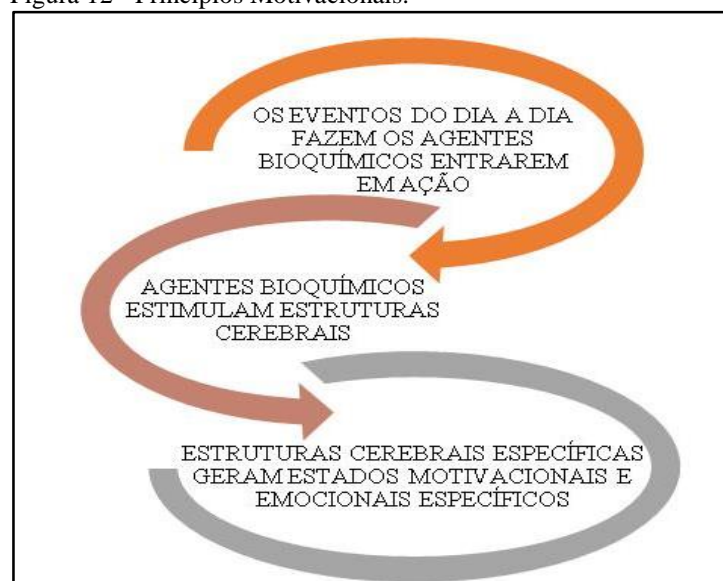 Figura 12 - Princípios Motivacionais.
OS EVENTOS DO DIA A DIA
FAZEM OS AGENTES
BIOQUÍMICOS ENTRAREM
EM AÇÃO
AGENTES BIOQUÍMICOS
ESTIMULAM ESTRUTURAS
CEREBRAIS
ESTRUTURAS CEREBRAIS ESPECÍFICAS
GERAM ESTADOS MOTIVACIONAIS E
EMOCIONAIS ESPECÍFICOS